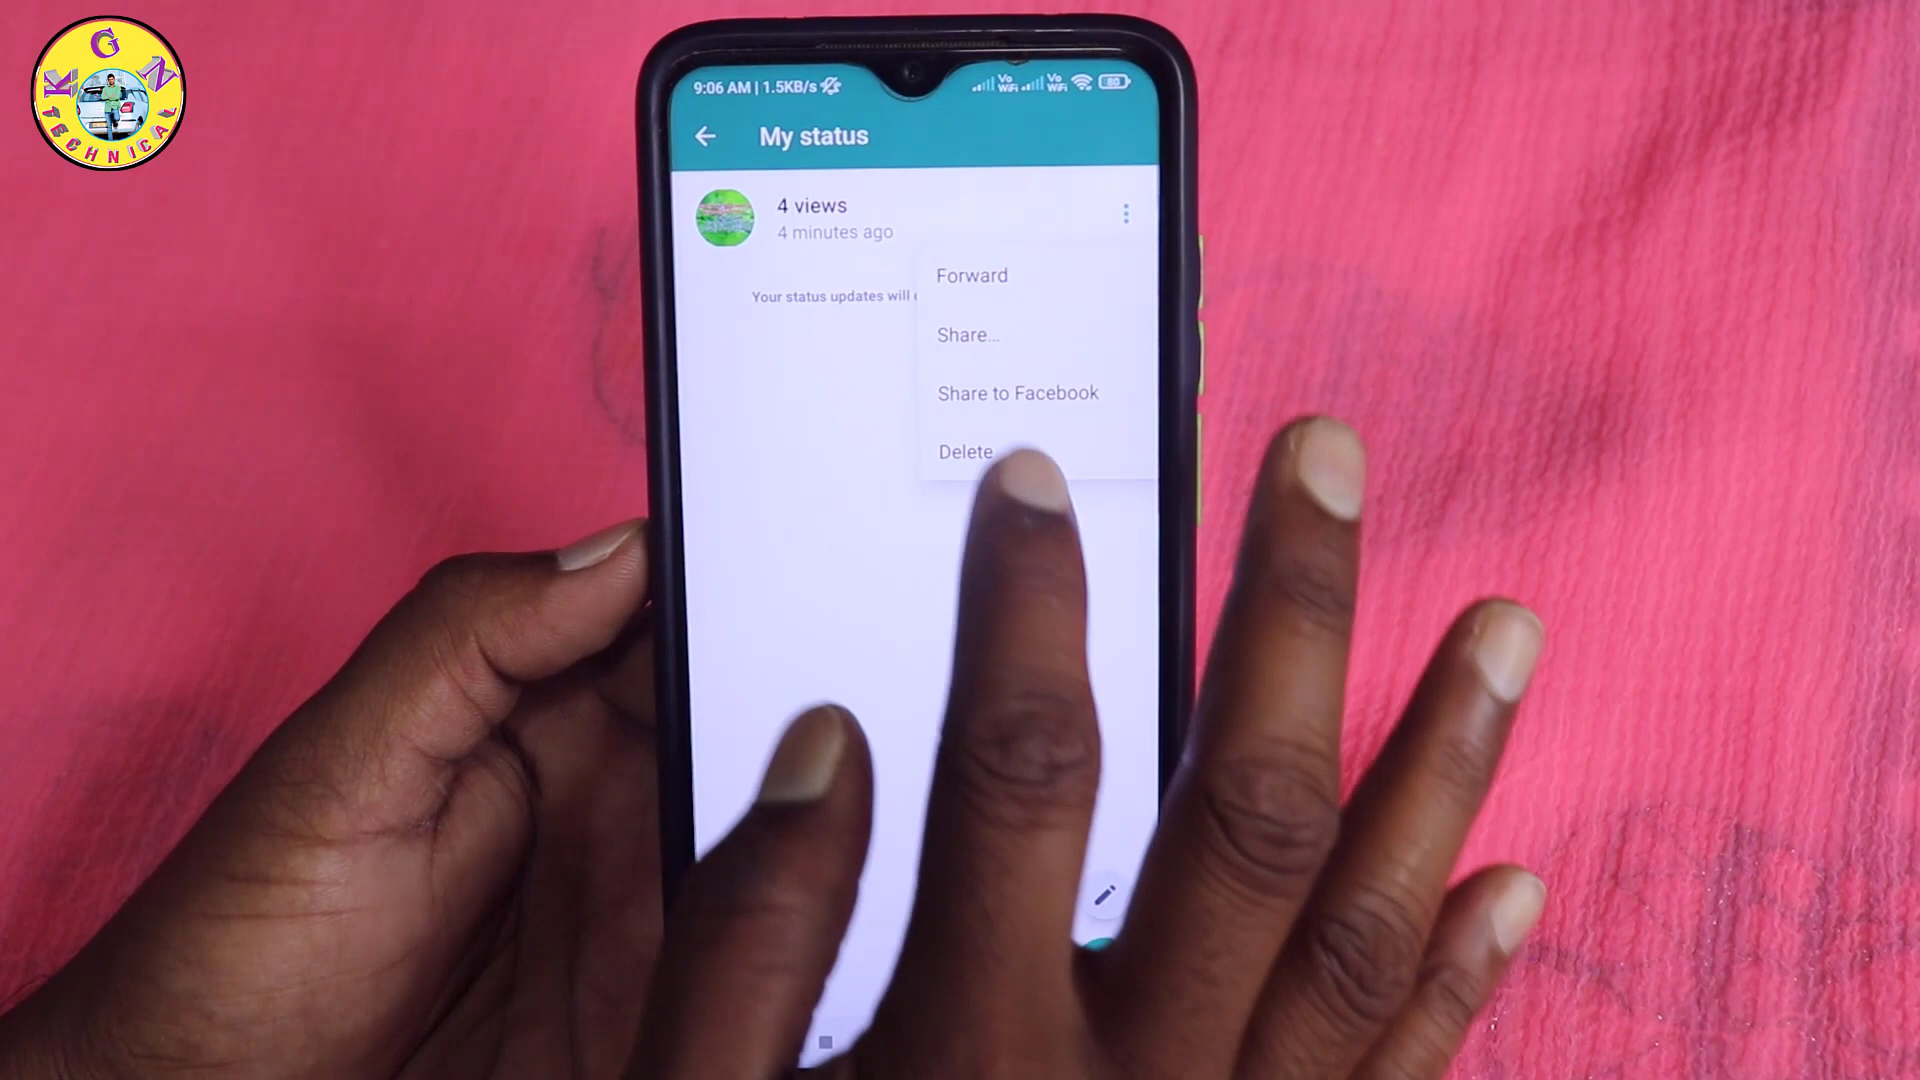 KGN
TECHNICAL
9:06 AM | 1.5KB/s
Vo
WiFi
Vo
WiFi
80
My status
4 views
4 minutes ago
Forward
Your status updates will
Share...
Share to Facebook
Delete